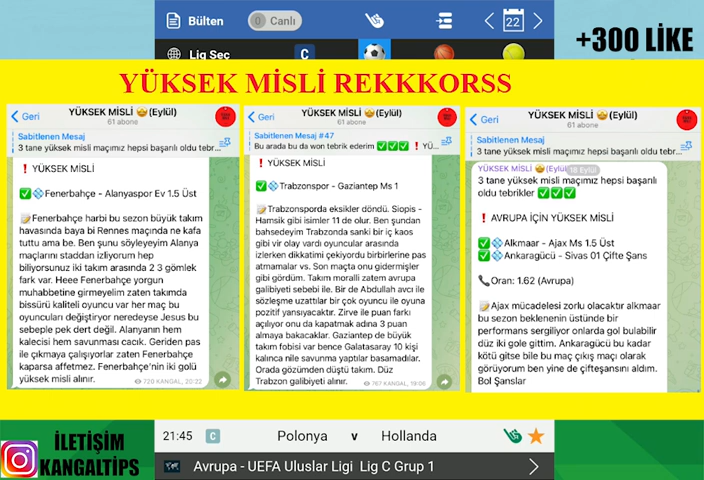 Bülten
0 Canlı
22
Lig Seç
C
+300 LİKE
YÜKSEK MİSLİ REKKKORSS
Geri
YÜKSEK MİSLİ 🤩(Eylül)
61 abone
Sabitlenen Mesaj
3 tane yüksek misli maçımız hepsi başarılı oldu tebr...
❗ YÜKSEK MİSLİ
✅💠Fenerbahçe - Alanyaspor Ev 1.5 Üst
📝Fenerbahçe harbi bu sezon büyük takım
havasında baya bi Rennes maçında ne kafa
tuttu ama be. Ben şunu söyleyeyim Alanya
maçlarını staddan izliyorum hep
biliyorsunuz iki takım arasında 2 3 gömlek
fark var. Heee Fenerbahçe yorgun
muhabbetine girmeyelim zaten takımda
bissürü kaliteli oyuncu var her maç bu
oyuncuları değiştiryor neredeyse Jesus bu
sebeple pek dert değil. Alanyanın hem
kalecisi hem savunması cacık. Geriden pas
ile çıkmaya çalışıyorlar zaten Fenerbahçe
kaparsa affetmez. Fenerbahçe'nin iki golü
yüksek misli alınır.
720 KANGAL, 20:22
Geri
YÜKSEK MİSLİ 🤩(Eylül)
61 abone
Sabitlenen Mesaj #47
Bu arada bu da won tebrik ederim ✅✅✅ ❗ YÜ...
❗ YÜKSEK MİSLİ
✅💠Trabzonspor - Gaziantep Ms 1
📝Trabzonsporda eksikler döndü. Siopis -
Hamsik gibi isimler 11 de olur. Ben şundan
bahsedeyim Trabzonda sanki bir iç kaos
gibi vir olay vardı oyuncular arasında
izlerken dikkatimi çekiyordu birbirlerine pas
atmamalar vs. Son maçta onu gidermişler
gibi gördüm. Takım moralli zatem avrupa
galibiyeti sebebi ile. Bir de Abdullah avcı ile
sözleşme uzattılar bir çok oyuncu ile oyuna
pozitif yansıyacaktır. Zirve ile puan farkı
açılıyor onu da kapatmak adına 3 puan
almaya bakacaklar. Gaziantep de büyük
takım fobisi var bence Galatasaray 10 kişi
kalınca nile savunma yaptılar basamadılar.
Orada gözümden düştü takım. Düz
Trabzon galibiyeti alınır.
767 KANGAL, 19:08
Geri
YÜKSEK MİSLİ 🤩(Eylül)
61 abone
Sabitlenen Mesaj
3 tane yüksek misli maçımız hepsi başarılı oldu tebr...
YÜKSEK MİSLİ 🤩(Eylül)
18 Eylül
3 tane yüksek misli maçımız hepsi başarılı
oldu tebrikler ✅✅✅
❗ AVRUPA İÇİN YÜKSEK MİSLİ
✅💠Alkmaar - Ajax Ms 1.5 Üst
✅💠Ankaragücü - Sivas 01 Çifte Şans
📞Oran: 1.62 (Avrupa)
📝Ajax mücadelesi zorlu olacaktır alkmaar
bu sezon beklenenin üstünde bir
performans sergiliyor onlarda gol bulabilir
düz iki gole gittim. Ankaragücü bu kadar
kötü gitse bile bu maç çıkış maçı olarak
görüyorum ben yine de çifteşansını aldım.
Bol Şanslar
İLETİŞİM
KANGALTİPS
21:45
C
Polonya v Hollanda
Avrupa - UEFA Uluslar Ligi Lig C Grup 1